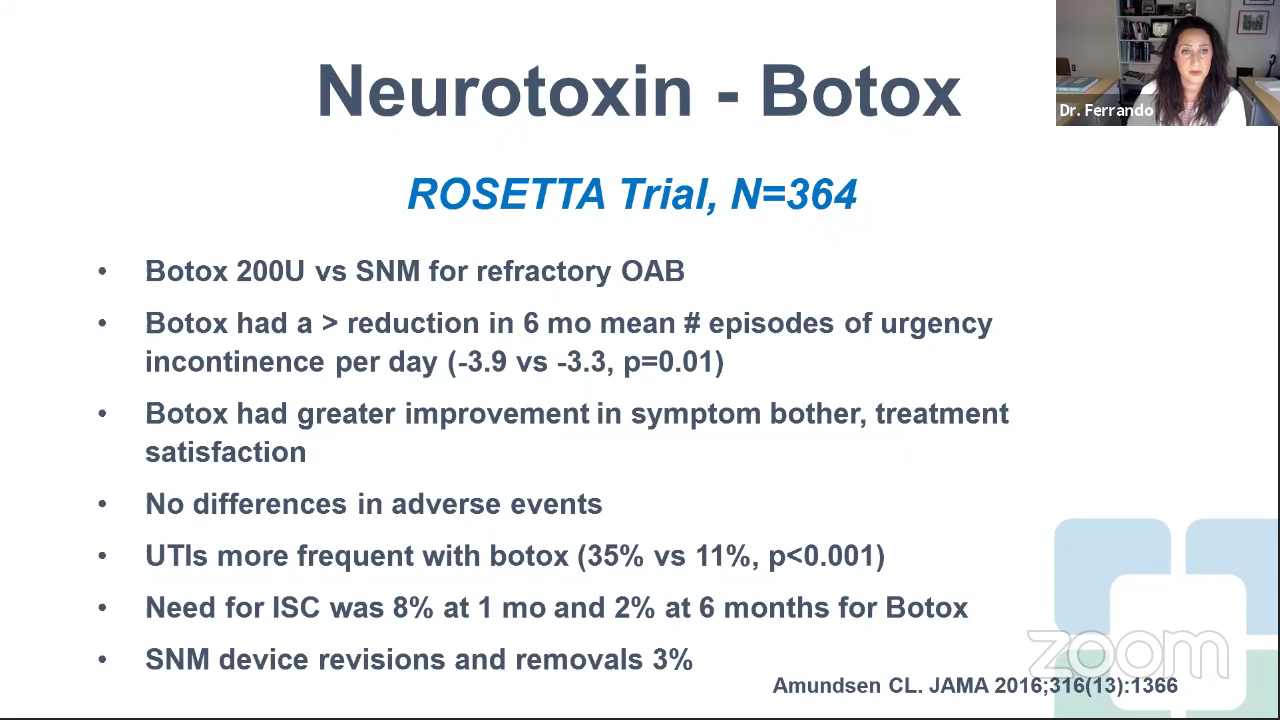 Neurotoxin - Botox
Dr. Ferrando
ROSETTA Trial, N=364
• Botox 200U vs SNM for refractory OAB
• Botox had a > reduction in 6 mo mean # episodes of urgency
incontinence per day (-3.9 vs -3.3, p=0.01)
• Botox had greater improvement in symptom bother, treatment
satisfaction
• No differences in adverse events
• UTIs more frequent with botox (35% vs 11%, p<0.001)
• Need for ISC was 8% at 1 mo and 2% at 6 months for Botox
• SNM device revisions and removals 3%
zoom
Amundsen CL. JAMA 2016;316(13):1366